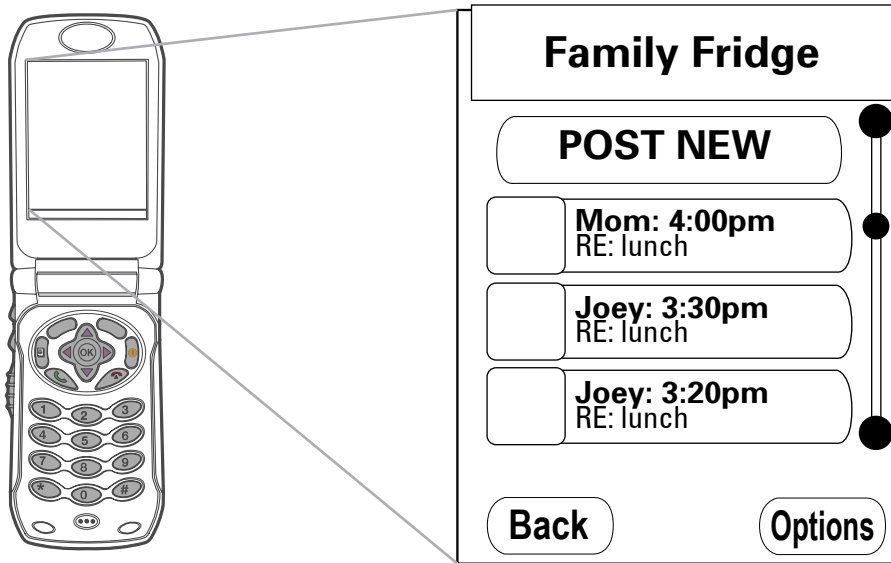 Family Fridge
POST NEW
Mom: 4:00pm
RE: lunch
Joey: 3:30pm
RE: lunch
Joey: 3:20pm
RE: lunch
Back
Options
OK
1 2 3
4 5 6
7 8 9
* 0 #